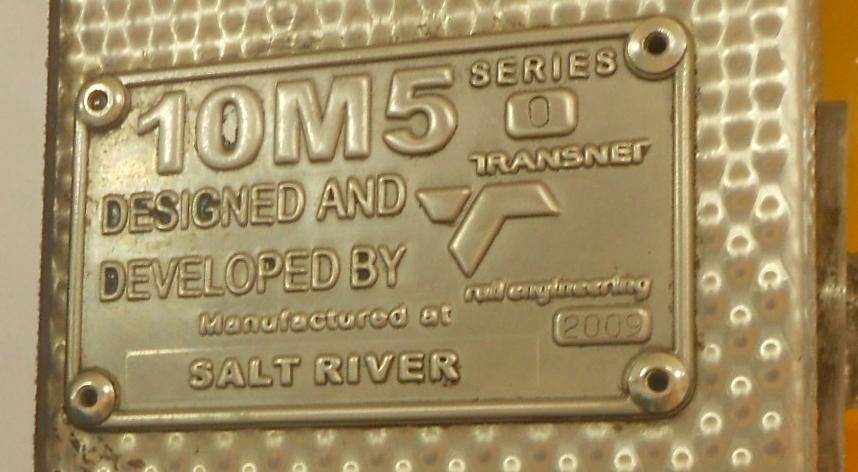 10M5 SERIES
0
TRANSNET
DESIGNED AND
DEVELOPED BY
rail engineering
Manufactured at
2009
SALT RIVER